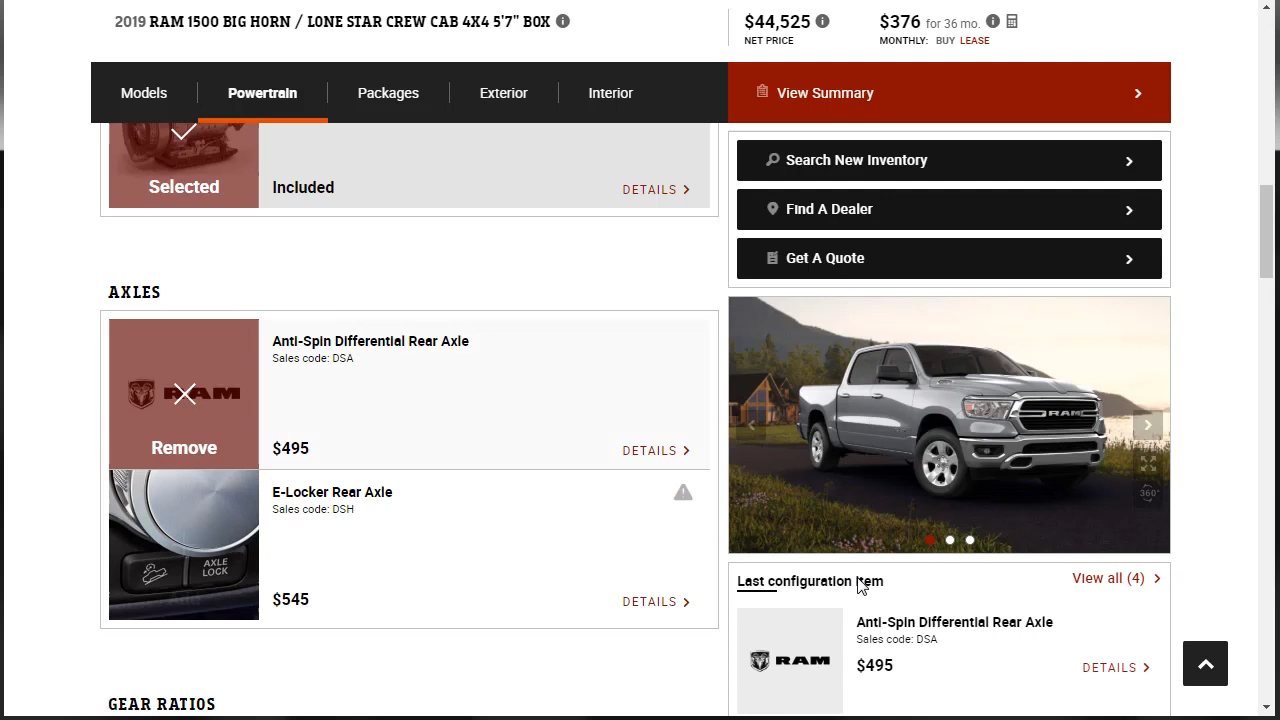 2019 RAM 1500 BIG HORN / LONE STAR CREW CAB 4X4 5'7" BOX
$44,525
NET PRICE
$376 for 36 mo.
MONTHLY: BUY LEASE
Models
Powertrain
Packages
Exterior
Interior
View Summary
Selected
Included
DETAILS
Search New Inventory
Find A Dealer
Get A Quote
AXLES
RAM
Remove
Anti-Spin Differential Rear Axle
Sales code: DSA
$495
DETAILS
AXLE
LOCK
E-Locker Rear Axle
Sales code: DSH
$545
DETAILS
RAM
360°
Last configuration item
View all (4)
RAM
Anti-Spin Differential Rear Axle
Sales code: DSA
$495
DETAILS
GEAR RATIOS